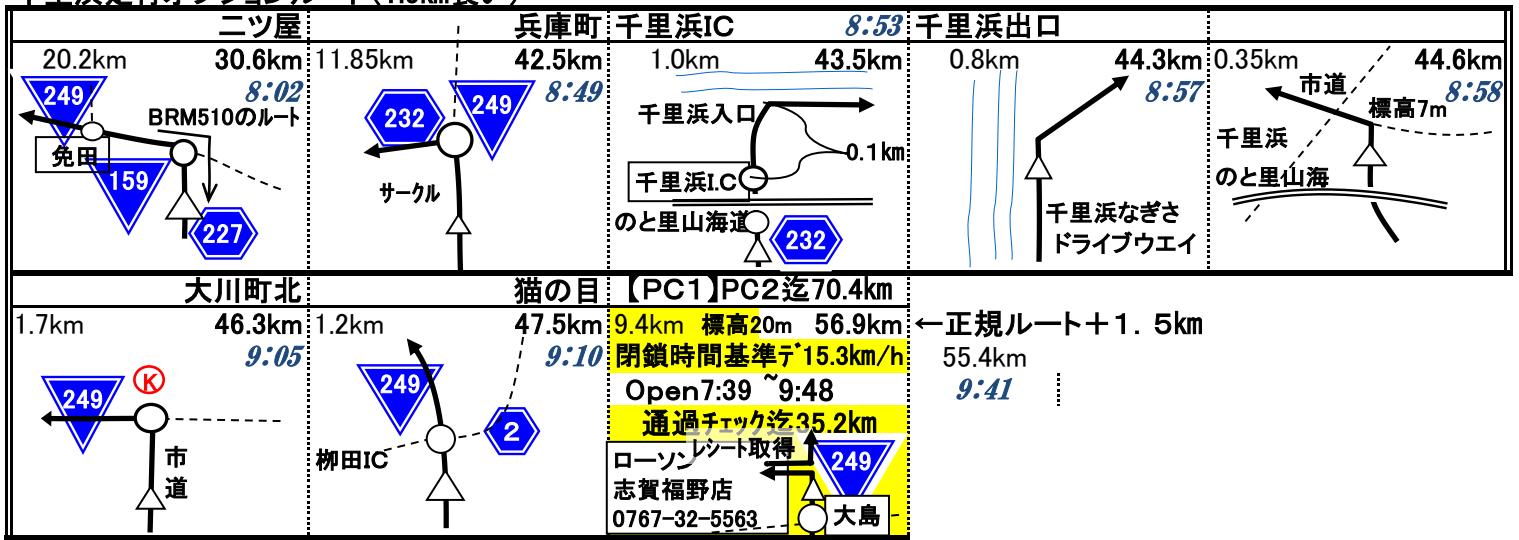 二ツ屋
20.2km 30.6km
8:02
249
BRM510のルート
免田
159
227
兵庫町
11.85km 42.5km
8:49
232
249
サークル
千里浜IC 8:53
1.0km 43.5km
千里浜入口
0.1km
千里浜I.C
のと里山海道
232
千里浜出口
0.8km 44.3km
8:57
千里浜なぎさ
ドライブウエイ
0.35km 44.6km
市道 8:58
標高7m
千里浜
のと里山海
大川町北
1.7km 46.3km
9:05
249
K
市
道
猫の目
1.2km 47.5km
9:10
249
2
柳田IC
【PC1】PC2迄70.4km
9.4km 標高20m 56.9km
閉鎖時間基準デ15.3km/h
Open7:39 ~9:48
通過チェック迄35.2km
レシート取得
ローソン
249
志賀福野店
0767-32-5563
大島
←正規ルート+1.5km
55.4km
9:41